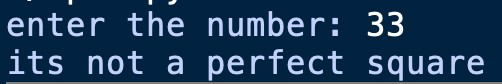 enter the number: 33
its not a perfect square